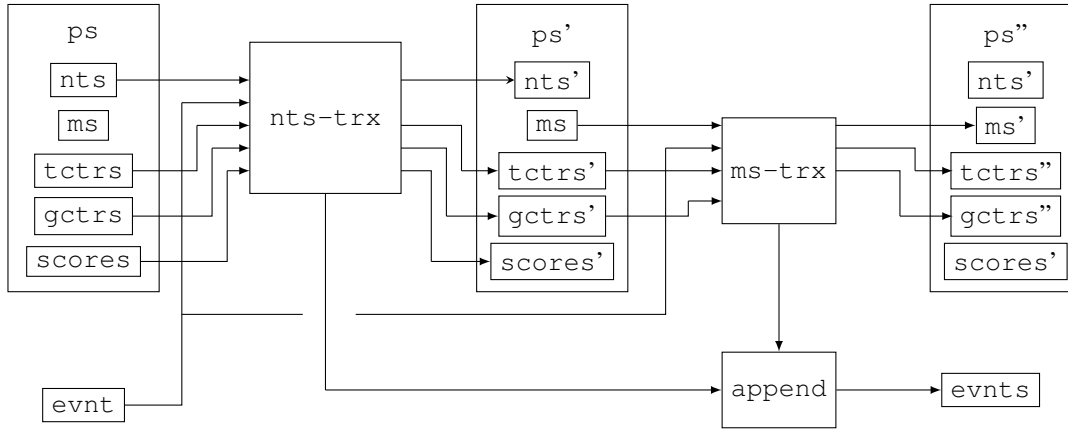 ps
nts
ms
tctrs
gctrs
scores
evnt
nts-trx
ps'
nts'
ms
tctrs'
gctrs'
scores'
ms-trx
append
ps''
nts'
ms'
tctrs''
gctrs''
scores'
evnts